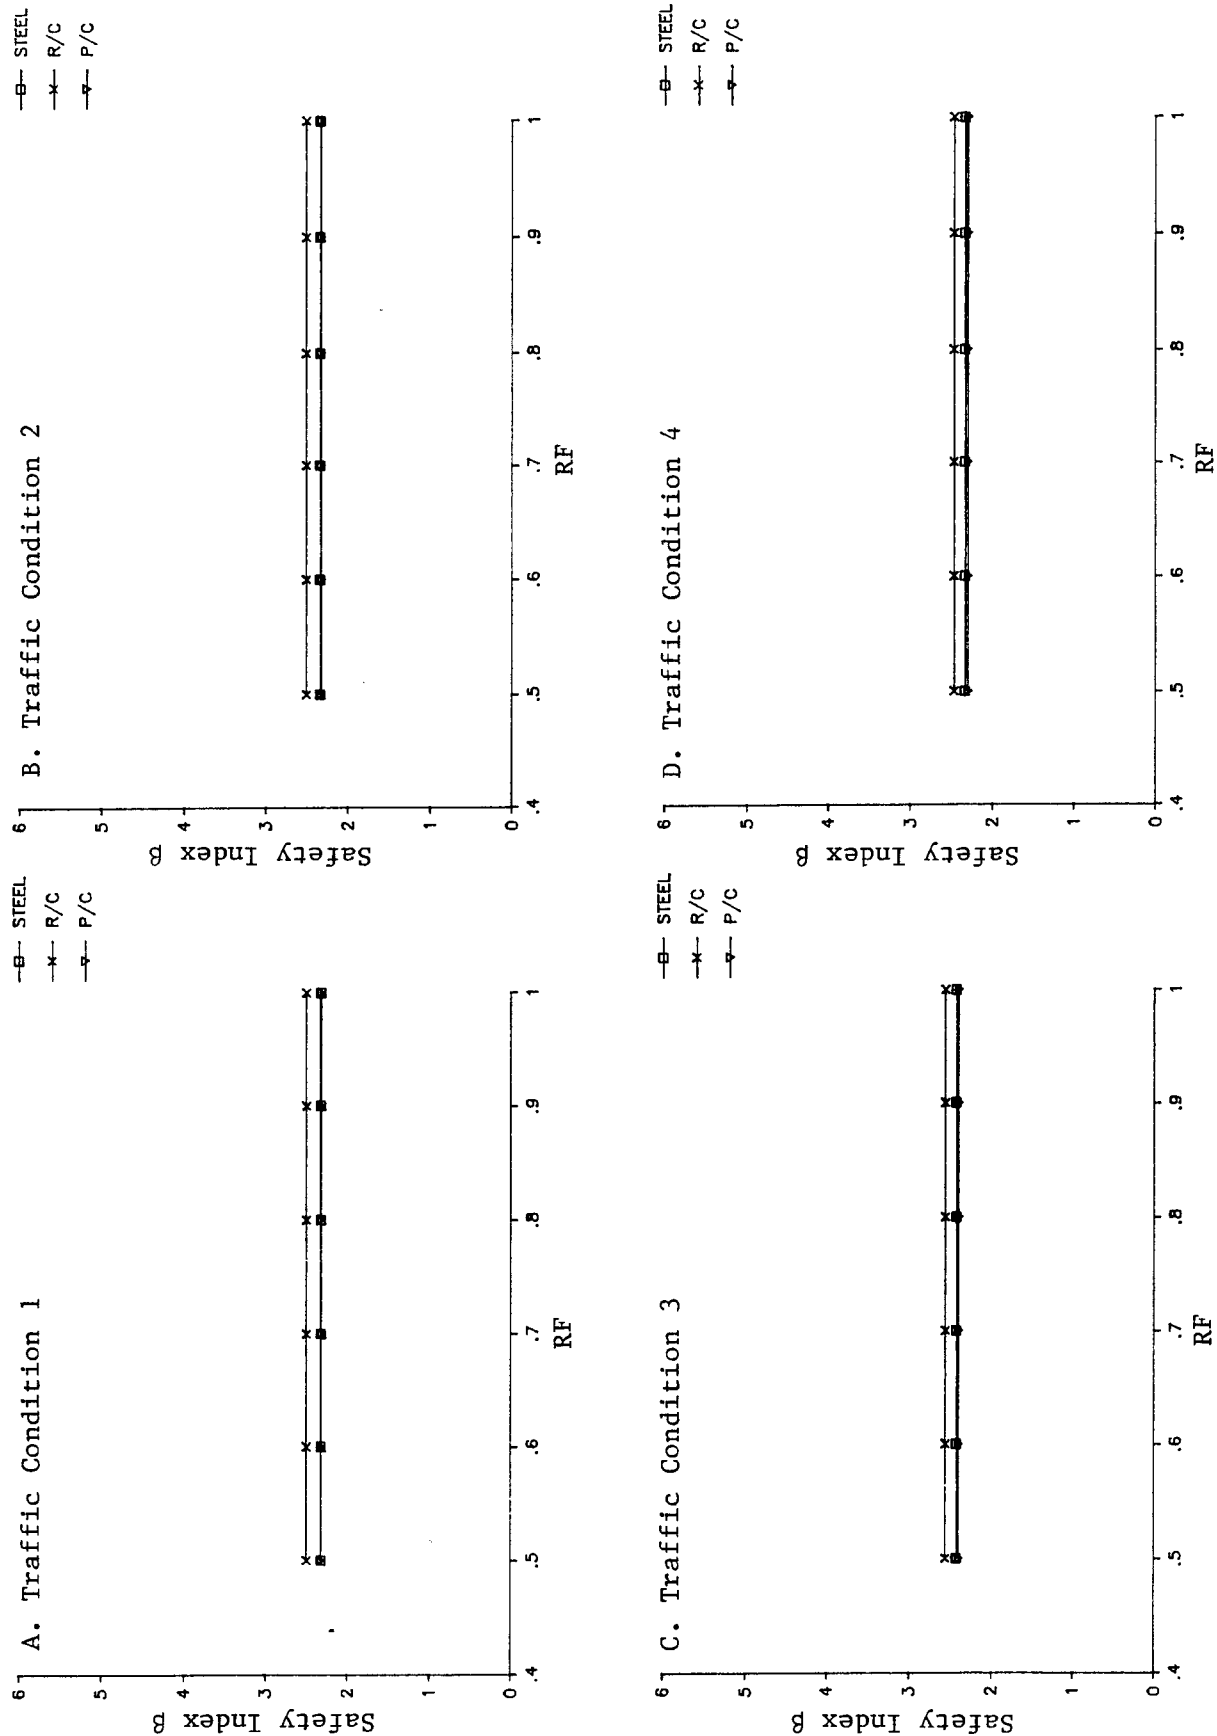 A. Traffic Condition 1
STEEL
R/C
P/C
Safety Index β
6
5
4
3
2
1
0
.4
.5
.6
.7
.8
.9
1
RF
B. Traffic Condition 2
STEEL
R/C
P/C
Safety Index β
6
5
4
3
2
1
0
.4
.5
.6
.7
.8
.9
1
RF
C. Traffic Condition 3
STEEL
R/C
P/C
Safety Index β
6
5
4
3
2
1
0
.4
.5
.6
.7
.8
.9
1
RF
D. Traffic Condition 4
STEEL
R/C
P/C
Safety Index β
6
5
4
3
2
1
0
.4
.5
.6
.7
.8
.9
1
RF